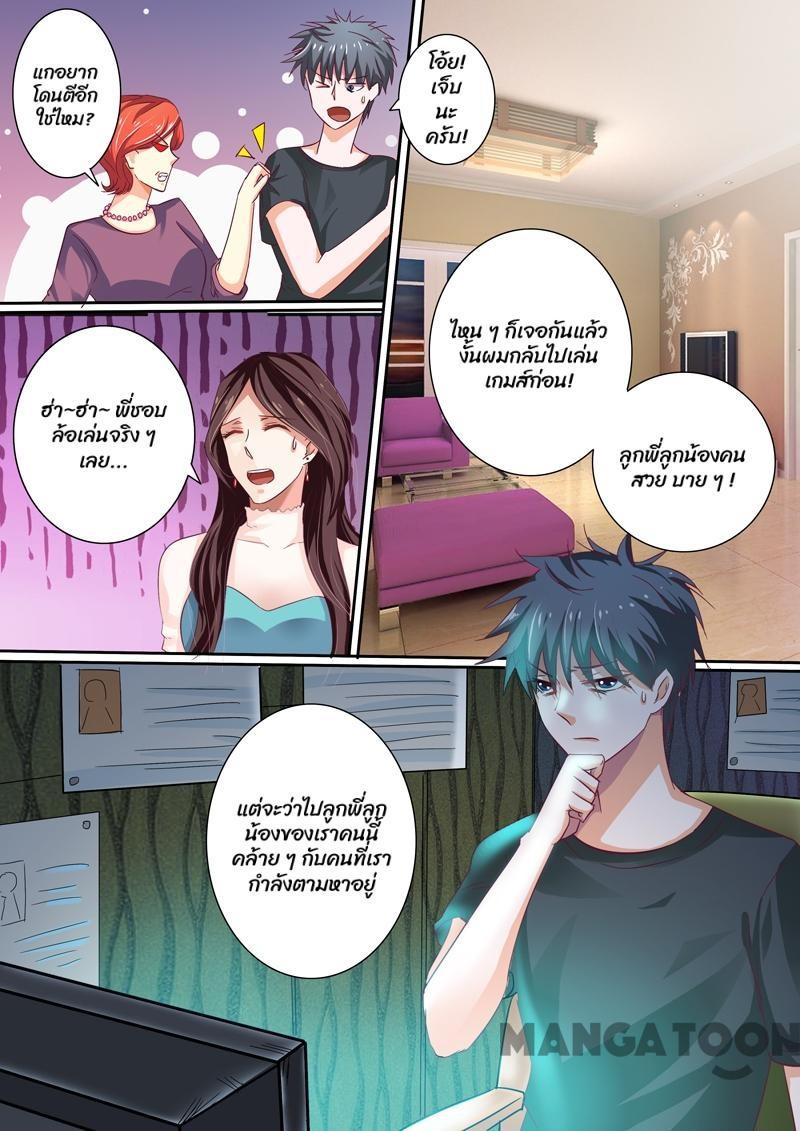 แกอยาก
โดนตีอีก
ใช่ไหม?
โอ้ย!
เจ็บ
นะ
ครับ!
ฮ่า~ฮ่า~ พี่ชอบ
ล้อเล่นจริง ๆ
เลย...
ไหน ๆ ก็เจอกันแล้ว
งั้นผมกลับไปเล่น
เกมส์ก่อน!
ลูกพี่ลูกน้องคน
สวย บาย ๆ !
แต่จะว่าไปลูกพี่ลูก
น้องของเราคนนี้
คล้าย ๆ กับคนที่เรา
กำลังตามหาอยู่
MANGATOON